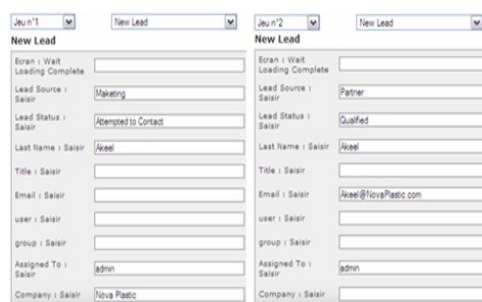 Jeu n°1 New Lead
New Lead
Ecran : Wait
Loading Complete
Lead Source :
Saisir
Maketing
Lead Status :
Saisir
Attempted to Contact
Last Name : Saisir
Akeel
Title : Saisir
Email : Saisir
user : Saisir
group : Saisir
Assigned To :
Saisir
admin
Company : Saisir
Nova Plastic
Jeu n°2 New Lead
New Lead
Ecran : Wait
Loading Complete
Lead Source :
Saisir
Partner
Lead Status :
Saisir
Qualified
Last Name : Saisir
Akeel
Title : Saisir
Email : Saisir
Akeel@NovaPlastic.com
user : Saisir
group : Saisir
Assigned To :
Saisir
admin
Company : Saisir